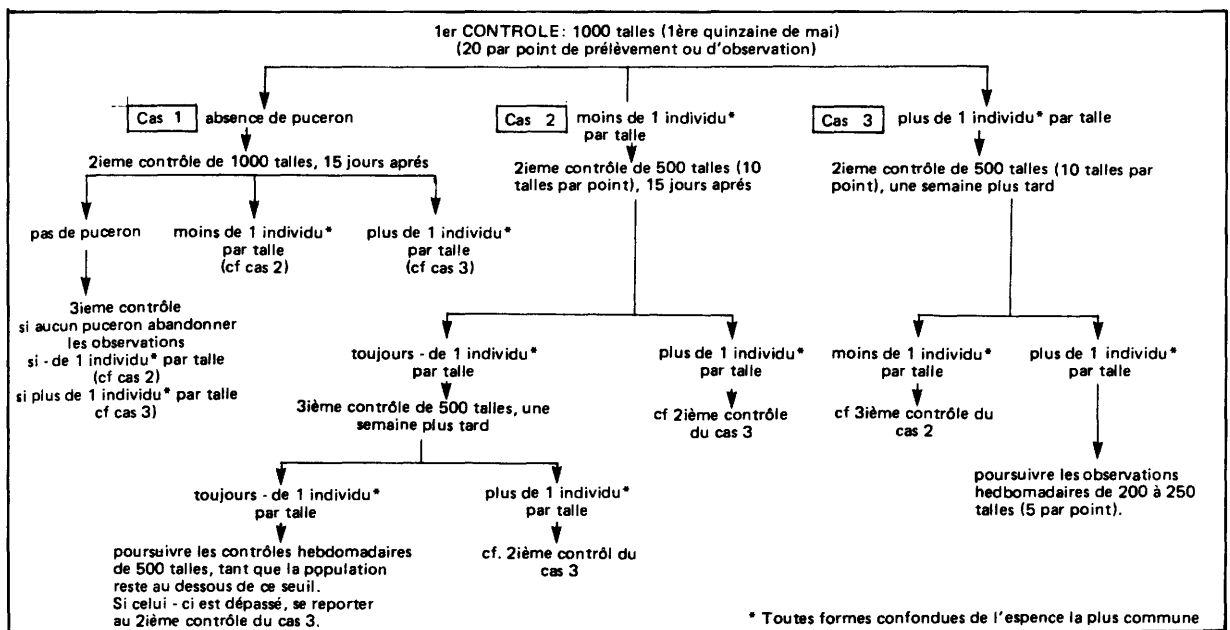 1er CONTROLE: 1000 talles (1ère quinzaine de mai)
(20 par point de prélèvement ou d'observation)
Cas 1 absence de puceron
2ieme contrôle de 1000 talles, 15 jours aprés
pas de puceron
moins de 1 individu*
par talle
(cf cas 2)
plus de 1 individu*
par talle
(cf cas 3)
3ieme contrôle
si aucun puceron abandonner
les observations
si - de 1 individu* par talle
(cf cas 2)
si plus de 1 individu* par talle
cf cas 3)
Cas 2 moins de 1 individu*
par talle
2ieme contrôle de 500 talles (10
talles par point), 15 jours aprés
toujours - de 1 individu*
par talle
3ième contrôle de 500 talles, une
semaine plus tard
toujours - de 1 individu*
par talle
poursuivre les contrôles hebdomadaires
de 500 talles, tant que la population
reste au dessous de ce seuil.
Si celui - ci est dépassé, se reporter
au 2ième contrôle du cas 3.
plus de 1 individu*
par talle
cf. 2ième contrôl du
cas 3
plus de 1 individu*
par talle
cf 2ième contrôle
du cas 3
Cas 3 plus de 1 individu* par talle
2ieme contrôle de 500 talles (10 talles par
point), une semaine plus tard
moins de 1 individu*
par talle
cf 3ième contrôle du
cas 2
plus de 1 individu*
par talle
poursuivre les observations
hedbomadaires de 200 à 250
talles (5 par point).
* Toutes formes confondues de l'espence la plus commune